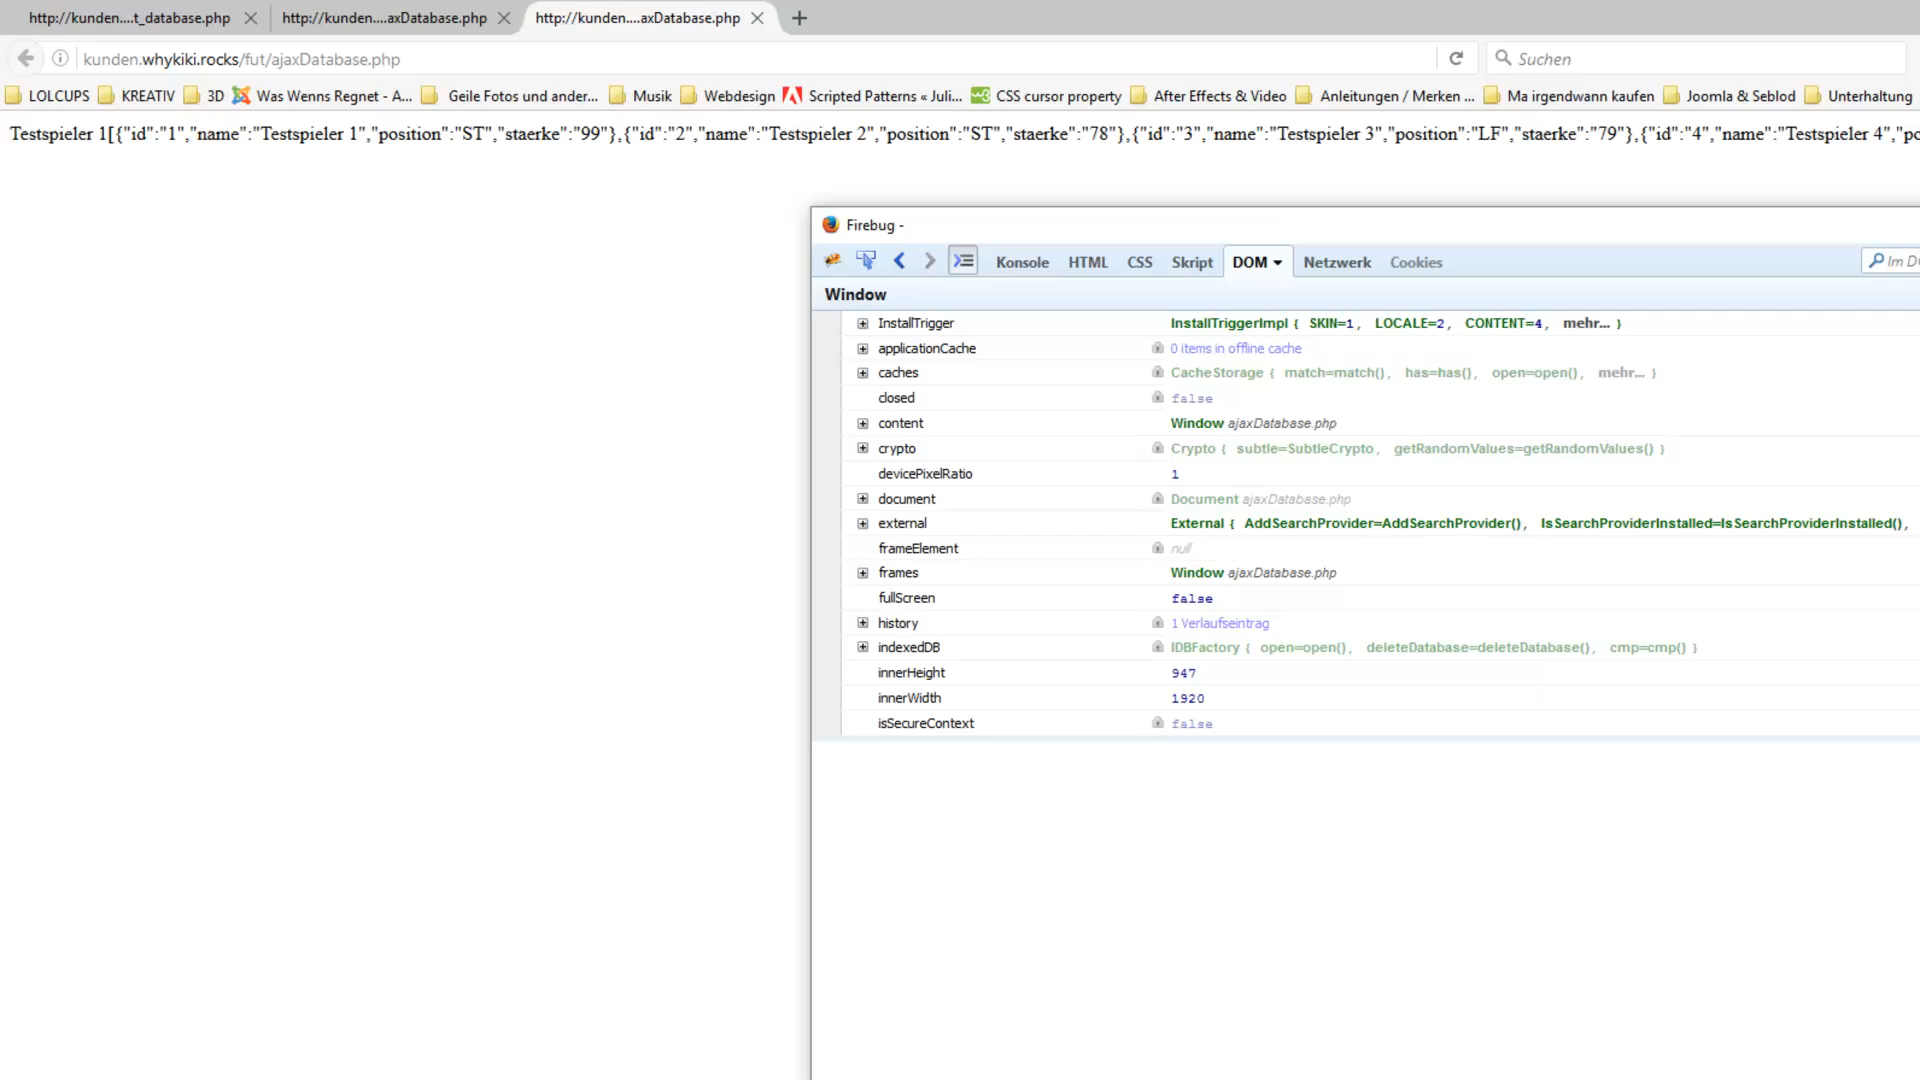 http://kunden....t_database.php http://kunden....axDatabase.php http://kunden....axDatabase.php
kunden.whykiki.rocks/fut/ajaxDatabase.php Suchen
LOLCUPS KREATIV 3D Was Wenns Regnet - A... Geile Fotos und ander... Musik Webdesign Scripted Patterns « Juli... CSS cursor property After Effects & Video Anleitungen / Merken ... Ma irgendwann kaufen Joomla & Seblod Unterhaltung
Testspieler 1[{"id":"1","name":"Testspieler 1","position":"ST","staerke":"99"},{"id":"2","name":"Testspieler 2","position":"ST","staerke":"78"},{"id":"3","name":"Testspieler 3","position":"LF","staerke":"79"},{"id":"4","name":"Testspieler 4","po
Firebug -
Konsole HTML CSS Skript DOM Netzwerk Cookies Im D
Window
InstallTrigger InstallTriggerImpl { SKIN=1, LOCALE=2, CONTENT=4, mehr... }
applicationCache 0 items in offline cache
caches CacheStorage { match=match(), has=has(), open=open(), mehr... }
closed false
content Window ajaxDatabase.php
crypto Crypto { subtle=SubtleCrypto, getRandomValues=getRandomValues() }
devicePixelRatio 1
document Document ajaxDatabase.php
external External { AddSearchProvider=AddSearchProvider(), IsSearchProviderInstalled=IsSearchProviderInstalled(),
frameElement null
frames Window ajaxDatabase.php
fullScreen false
history 1 Verlaufseintrag
indexedDB IDBFactory { open=open(), deleteDatabase=deleteDatabase(), cmp=cmp() }
innerHeight 947
innerWidth 1920
isSecureContext false